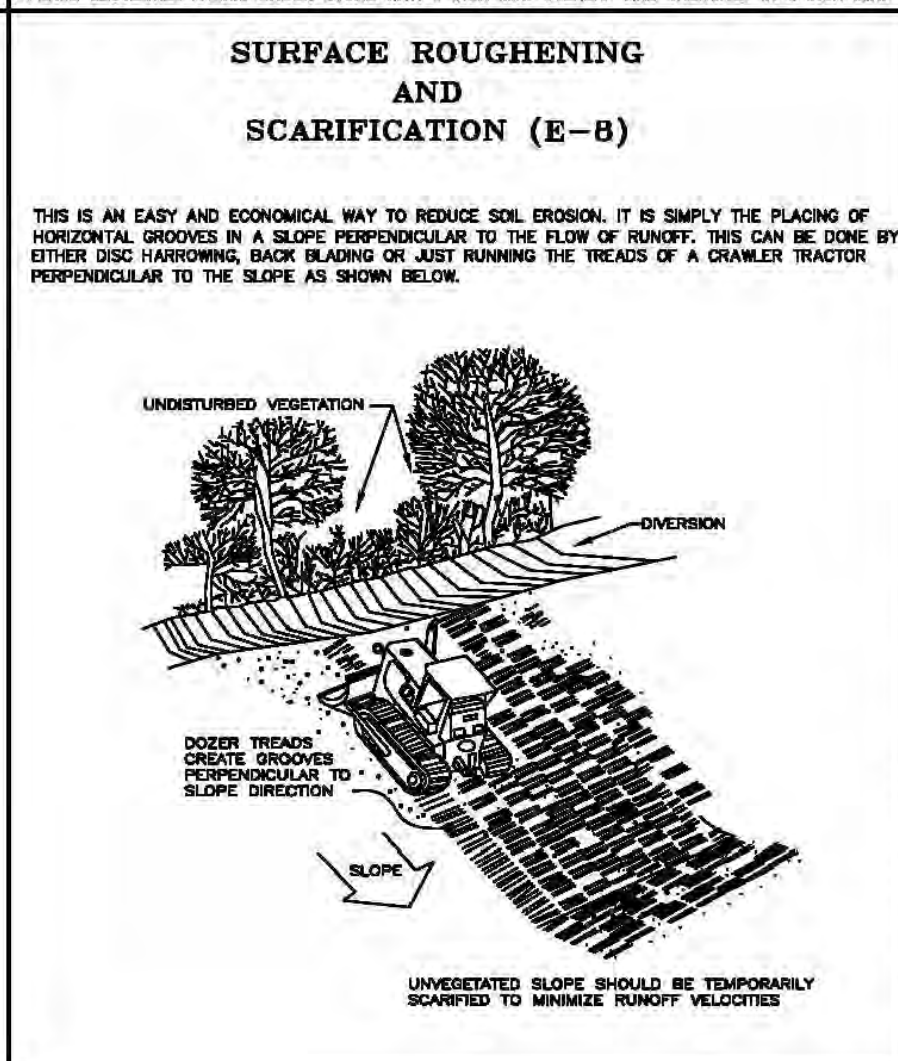 SURFACE ROUGHENING
AND
SCARIFICATION (E-8)
THIS IS AN EASY AND ECONOMICAL WAY TO REDUCE SOIL EROSION. IT IS SIMPLY THE PLACING OF
HORIZONTAL GROOVES IN A SLOPE PERPENDICULAR TO THE FLOW OF RUNOFF. THIS CAN BE DONE BY
EITHER DISC HARROWING, BACK BLADING OR JUST RUNNING THE TREADS OF A CRAWLER TRACTOR
PERPENDICULAR TO THE SLOPE AS SHOWN BELOW.
UNDISTURBED VEGETATION
DIVERSION
DOZER TREADS
CREATE GROOVES
PERPENDICULAR TO
SLOPE DIRECTION
SLOPE
UNVEGETATED SLOPE SHOULD BE TEMPORARILY
SCARIFIED TO MINIMIZE RUNOFF VELOCITIES